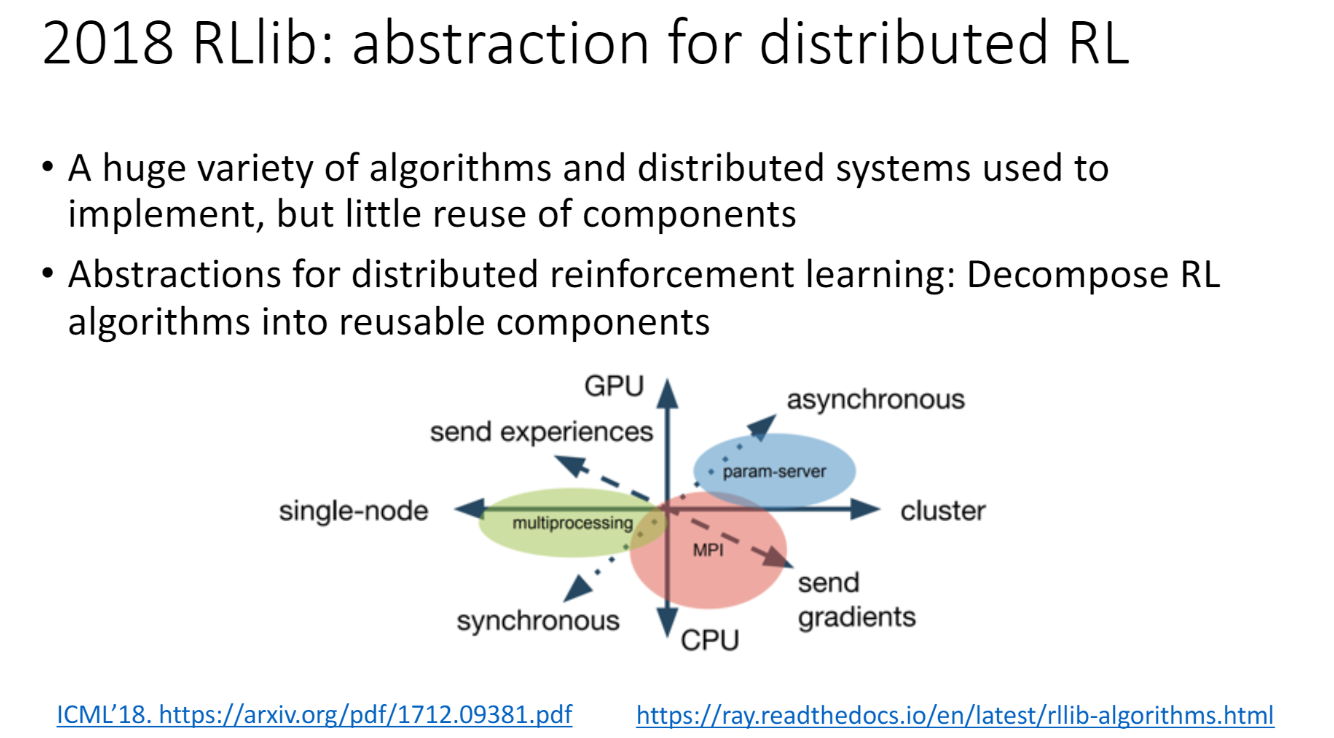 2018 RLlib: abstraction for distributed RL
• A huge variety of algorithms and distributed systems used to
implement, but little reuse of components
• Abstractions for distributed reinforcement learning: Decompose RL
algorithms into reusable components
GPU
asynchronous
send experiences
param-server
single-node
cluster
multiprocessing
MPI
send
gradients
synchronous
CPU
ICML’18. https://arxiv.org/pdf/1712.09381.pdf
https://ray.readthedocs.io/en/latest/rllib-algorithms.html